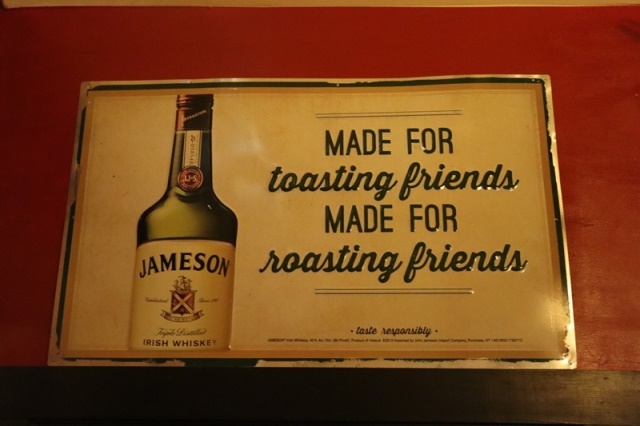 MADE FOR
toasting friends
MADE FOR
roasting friends
• taste responsibly •
JAMESON
Triple Distilled
IRISH WHISKEY